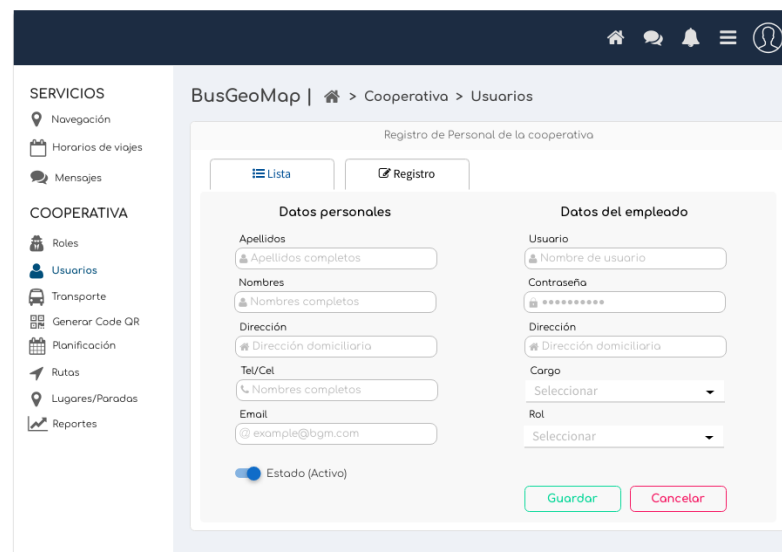 SERVICIOS
Navegación
Horarios de viajes
Mensajes
COOPERATIVA
Roles
Usuarios
Transporte
Generar Code QR
Planificación
Rutas
Lugares/Paradas
Reportes
BusGeoMap | > Cooperativa > Usuarios
Registro de Personal de la cooperativa
Lista
Registro
Datos personales
Apellidos
Apellidos completos
Nombres
Nombres completos
Dirección
Dirección domiciliaria
Tel/Cel
Nombres completos
Email
@ example@bgm.com
Estado (Activo)
Datos del empleado
Usuario
Nombre de usuario
Contraseña
Dirección
Dirección domiciliaria
Cargo
Seleccionar
Rol
Seleccionar
Guardar
Cancelar